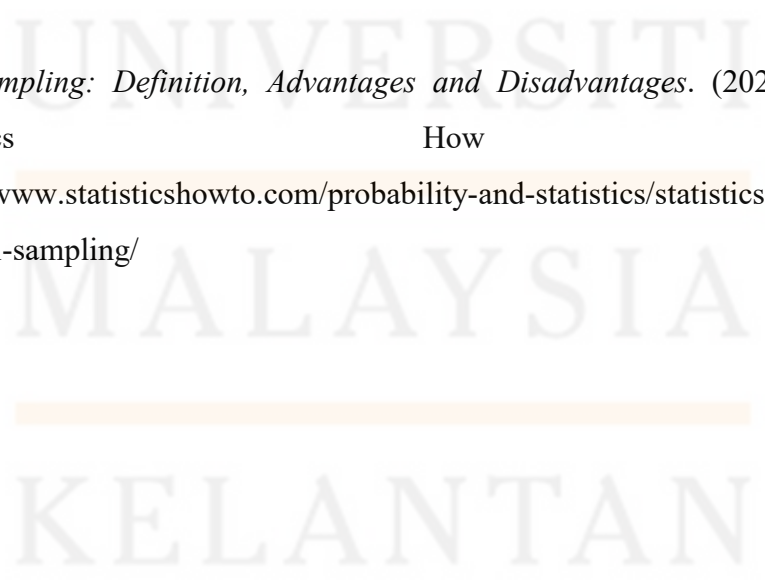 UNIVERSITI
mpling: Definition, Advantages and Disadvantages. (202
s How
www.statisticshowto.com/probability-and-statistics/statistics
-sampling/
MALAYSIA
KELANTAN